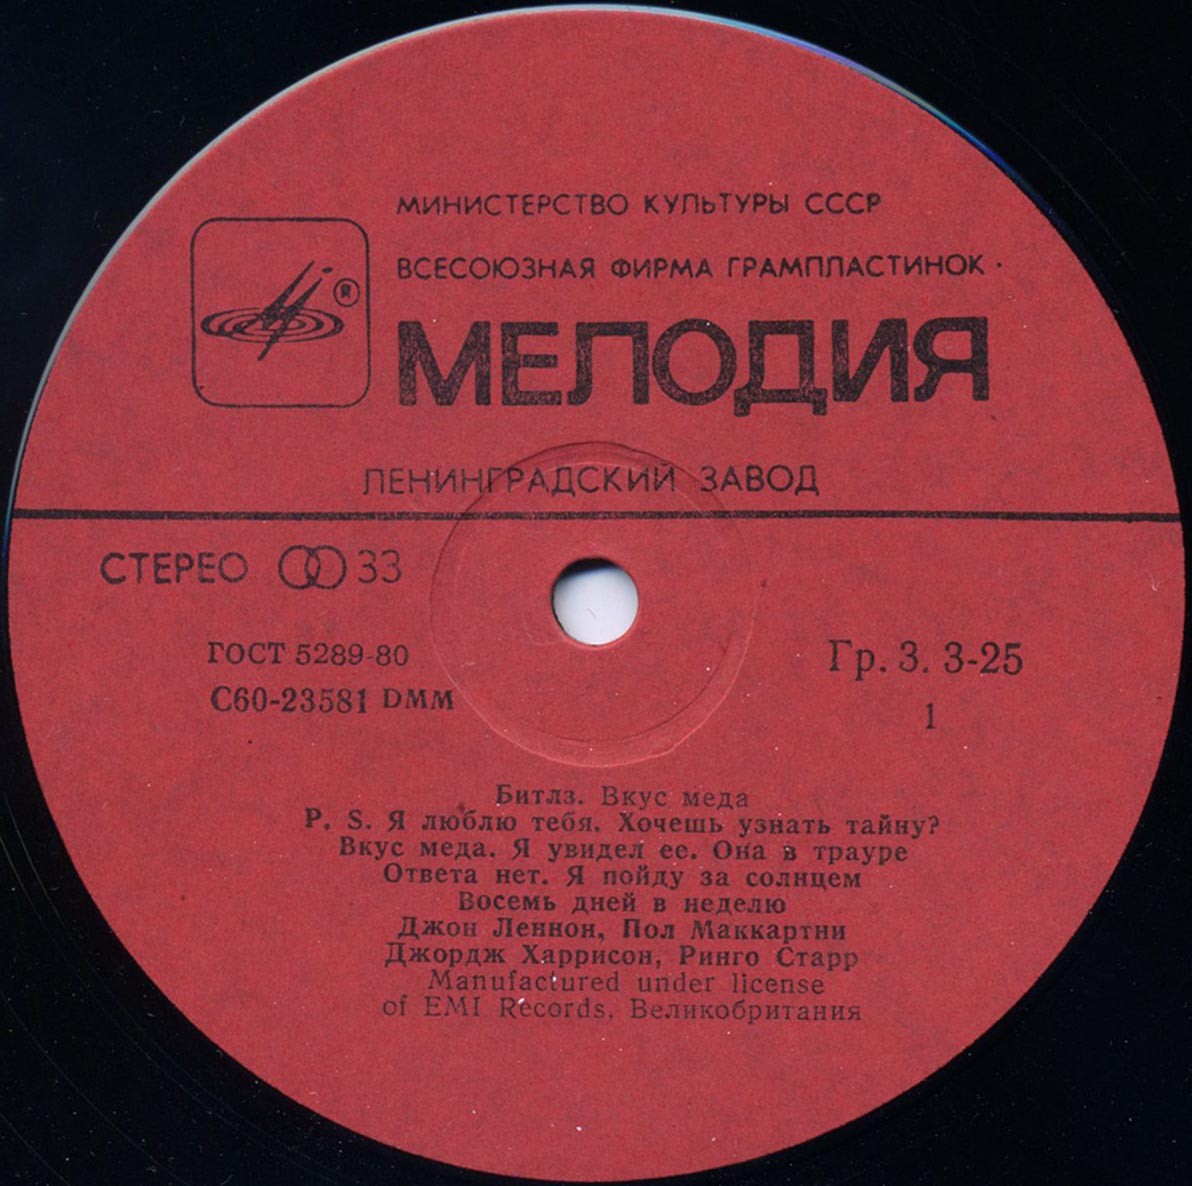 МИНИСТЕРСТВО КУЛЬТУРЫ СССР
ВСЕСОЮЗНАЯ ФИРМА ГРАМПЛАСТИНОК
®
МЕЛОДИЯ
ЛЕНИНГРАДСКИЙ ЗАВОД
СТЕРЕО 33
ГОСТ 5289-80
Гр. 3. 3-25
С60-23581 DMM
1
Битлз. Вкус меда
P. S. Я люблю тебя. Хочешь узнать тайну?
Вкус меда. Я увидел ее. Она в трауре
Ответа нет. Я пойду за солнцем
Восемь дней в неделю
Джон Леннон, Пол Маккартни
Джордж Харрисон, Ринго Старр
Manufactured under license
of EMI Records, Великобритания